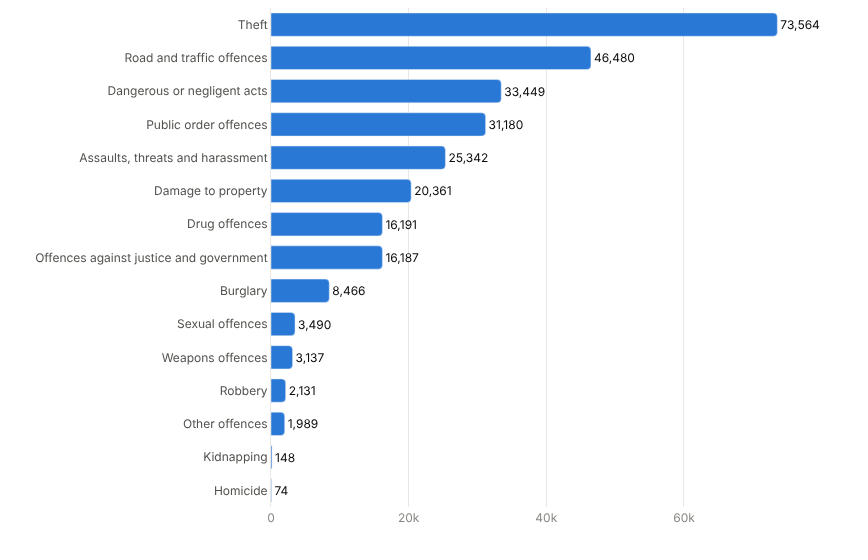 Theft 73,564
Road and traffic offences 46,480
Dangerous or negligent acts 33,449
Public order offences 31,180
Assaults, threats and harassment 25,342
Damage to property 20,361
Drug offences 16,191
Offences against justice and government 16,187
Burglary 8,466
Sexual offences 3,490
Weapons offences 3,137
Robbery 2,131
Other offences 1,989
Kidnapping 148
Homicide 74
0 20k 40k 60k